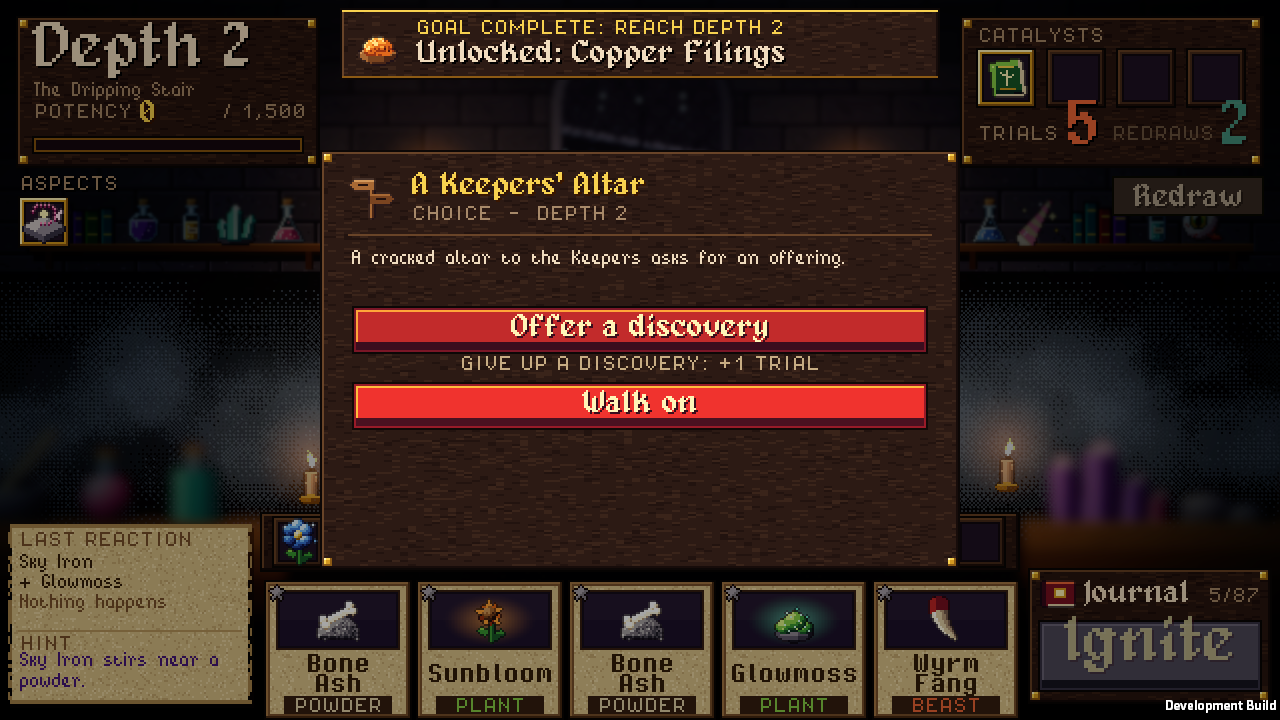 Depth 2
The Dripping Stair
POTENCY 0 / 1,500
ASPECTS
GOAL COMPLETE: REACH DEPTH 2
Unlocked: Copper Filings
CATALYSTS
TRIALS 5 REDRAWS 2
Redraw
A Keepers' Altar
CHOICE - DEPTH 2
A cracked altar to the Keepers asks for an offering.
Offer a discovery
GIVE UP A DISCOVERY: +1 TRIAL
Walk on
LAST REACTION
Sky Iron
+ Glowmoss
Nothing happens
HINT
Sky Iron stirs near a
powder.
Bone
Ash
POWDER
Sunbloom
PLANT
Bone
Ash
POWDER
Glowmoss
PLANT
Wyrm
Fang
BEAST
Journal 5/87
Ignite
Development Build